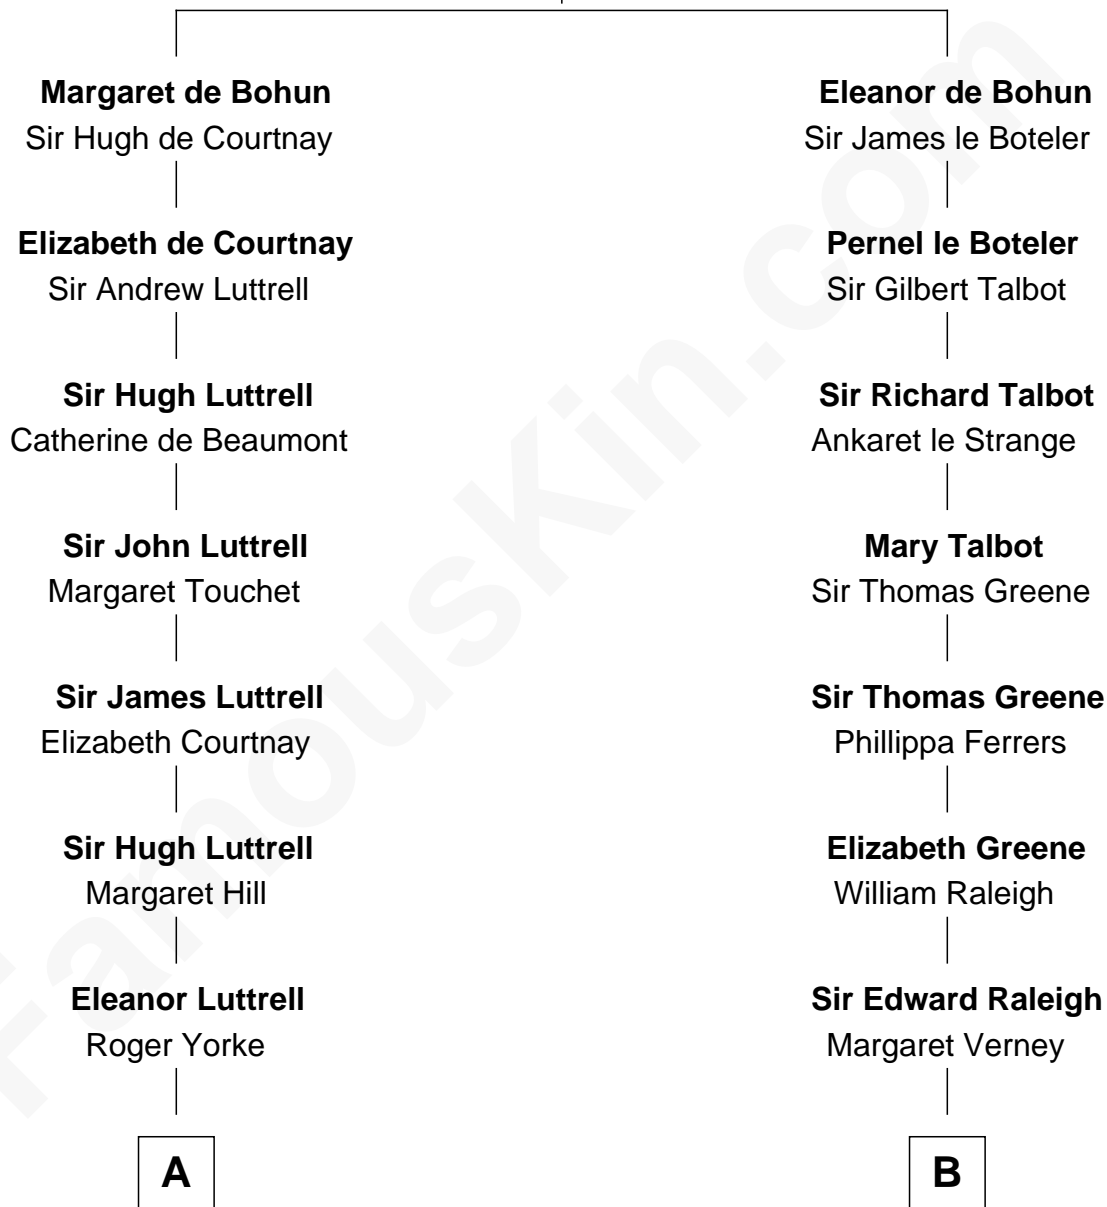 Margaret de Bohun
Sir Hugh de Courtnay
Elizabeth de Courtnay
Sir Andrew Luttrell
Sir Hugh Luttrell
Catherine de Beaumont
Sir John Luttrell
Margaret Touchet
Sir James Luttrell
Elizabeth Courtnay
Sir Hugh Luttrell
Margaret Hill
Eleanor Luttrell
Roger Yorke
A
Eleanor de Bohun
Sir James le Boteler
Pernel le Boteler
Sir Gilbert Talbot
Sir Richard Talbot
Ankaret le Strange
Mary Talbot
Sir Thomas Greene
Sir Thomas Greene
Phillippa Ferrers
Elizabeth Greene
William Raleigh
Sir Edward Raleigh
Margaret Verney
B
FamousKin.com